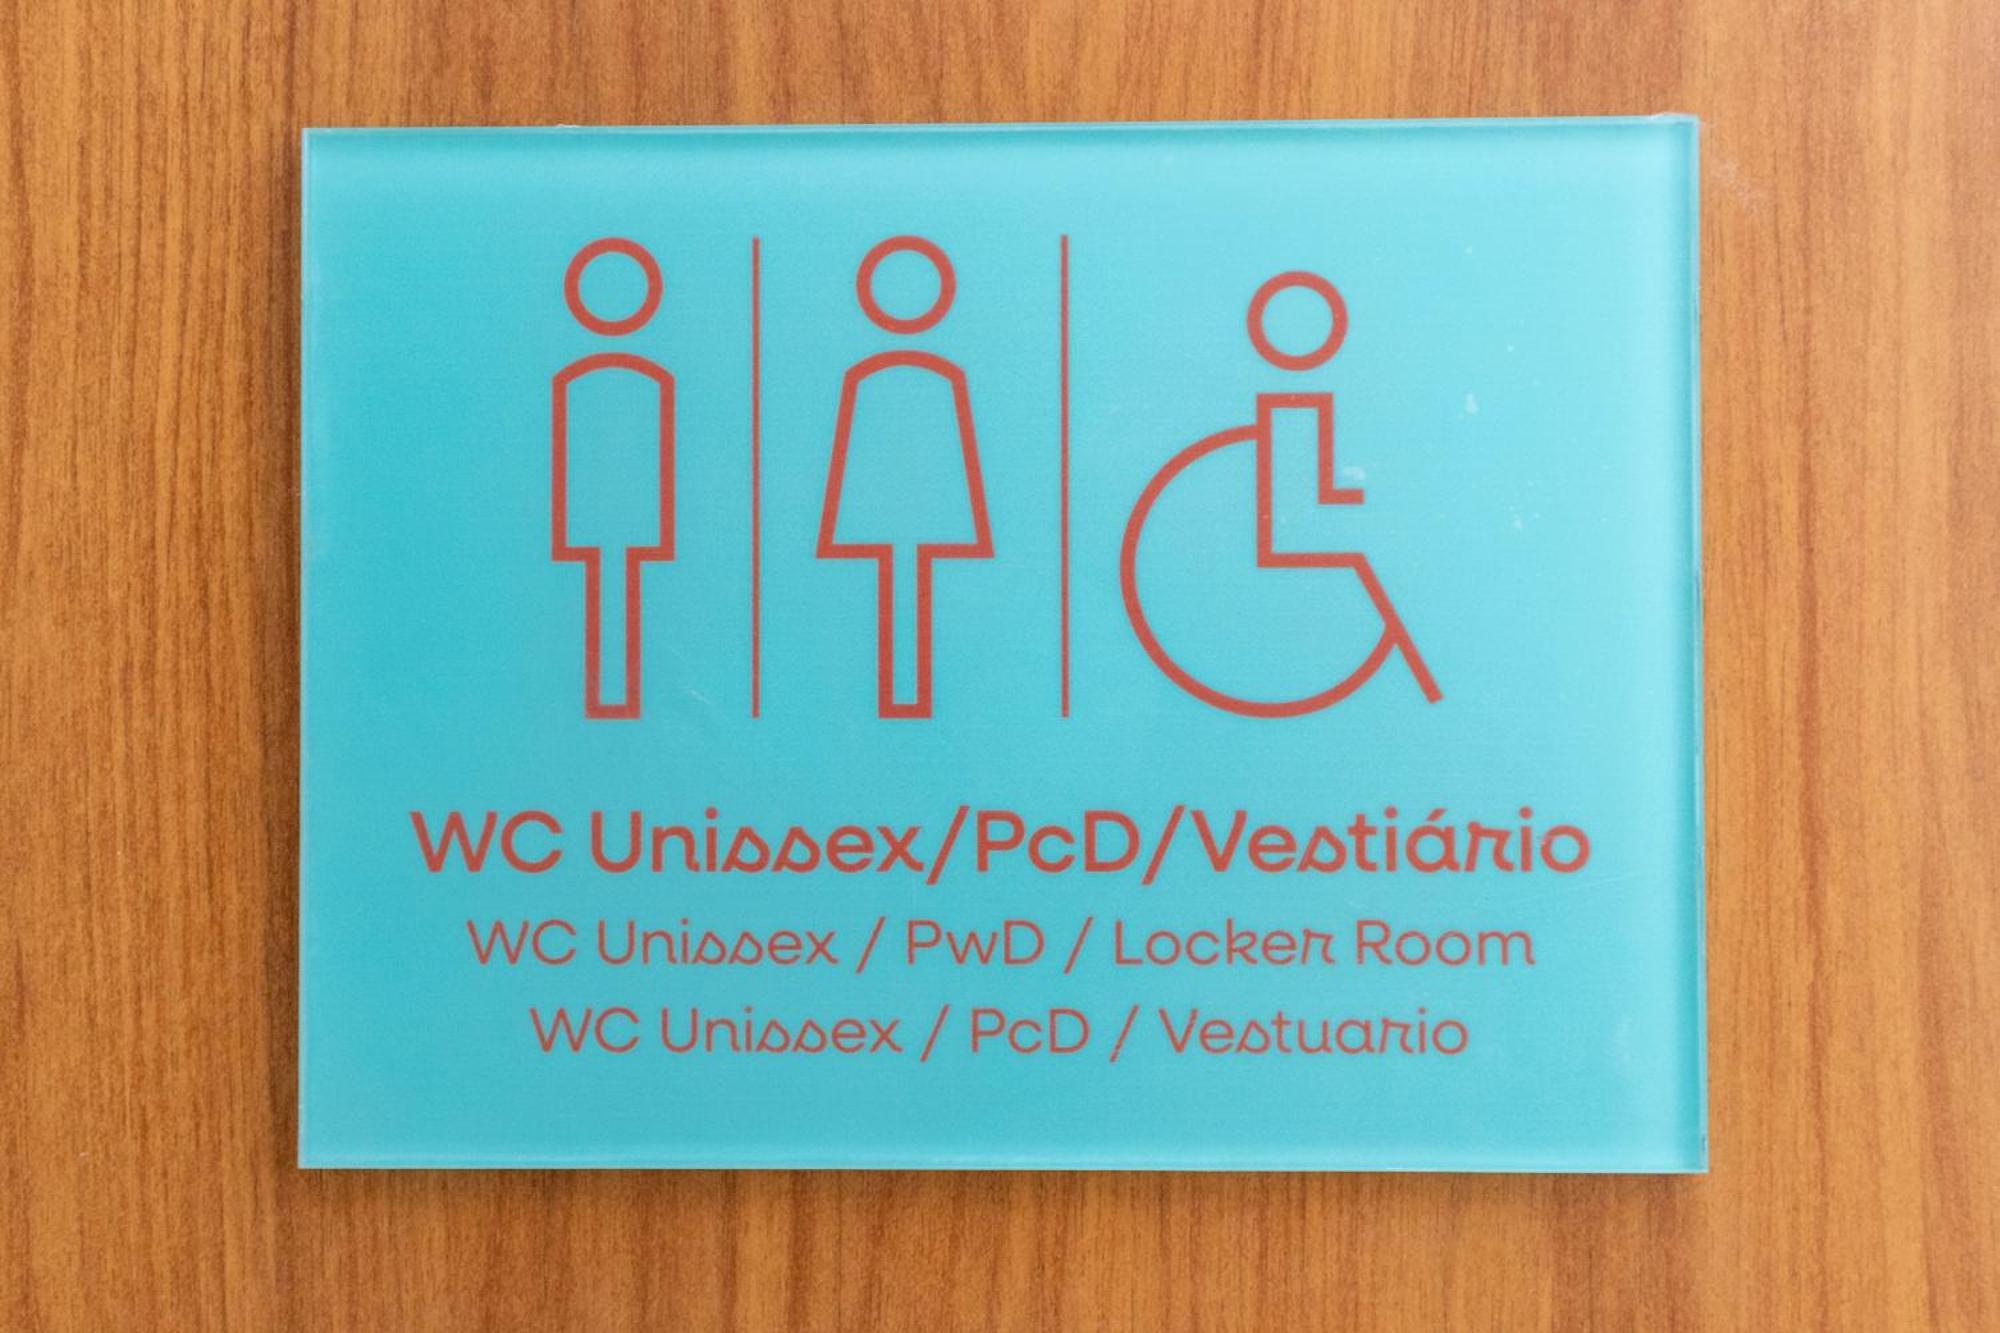 WC Unissex/PcD/Vestiário
WC Unissex / PwD / Locker Room
WC Unissex / PcD / Vestuario